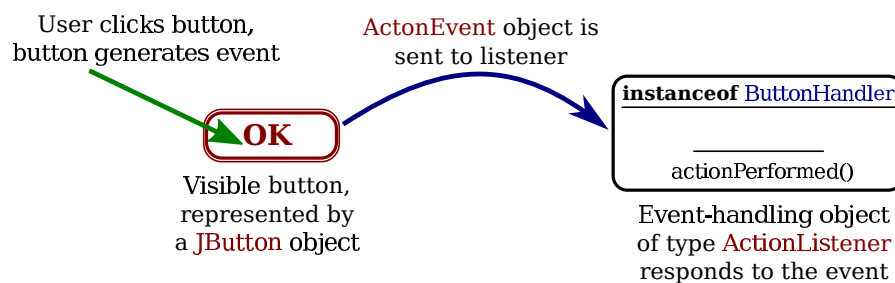 User clicks button,
button generates event
ActonEvent object is
sent to listener
OK
Visible button,
represented by
a JButton object
instanceof ButtonHandler
actionPerformed()
Event-handling object
of type ActionListener
responds to the event